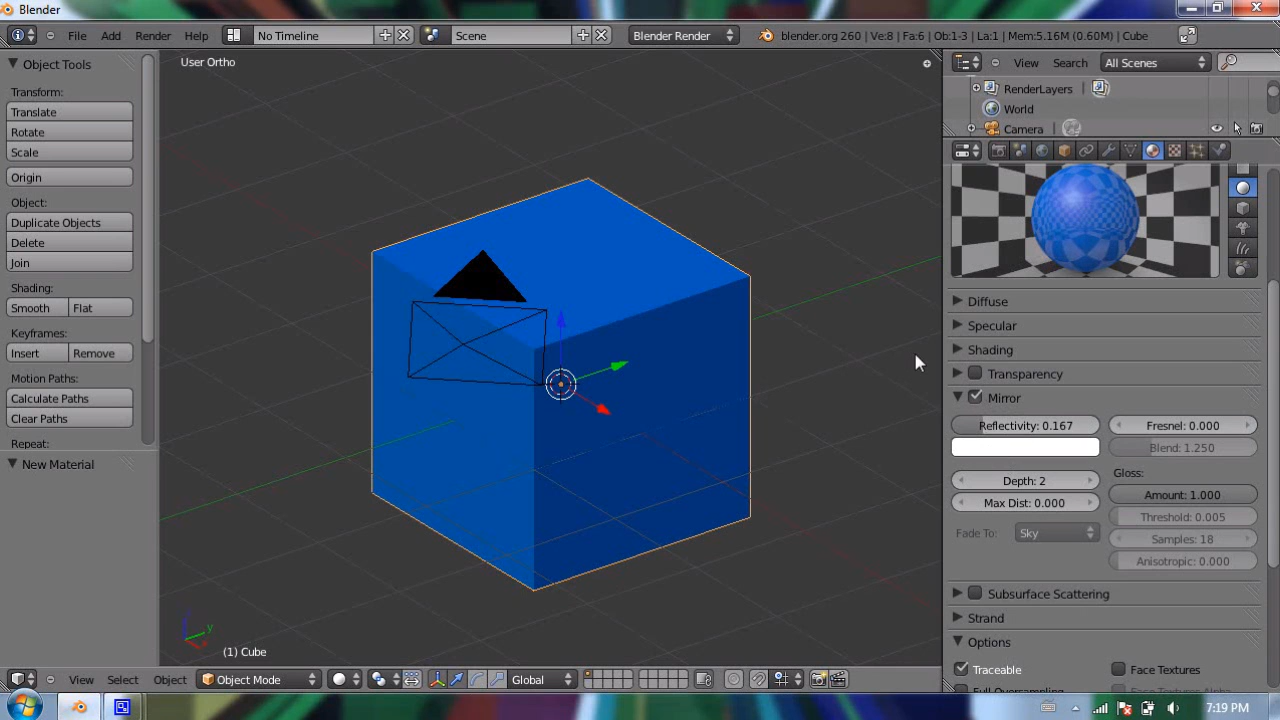 Blender
File Add Render Help No Timeline Scene Blender Render blender.org 260 | Ve:8 | Fa:6 | Ob:1-3 | La:1 | Mem:5.16M (0.60M) | Cube
Object Tools
Transform:
Translate
Rotate
Scale
Origin
Object:
Duplicate Objects
Delete
Join
Shading:
Smooth Flat
Keyframes:
Insert Remove
Motion Paths:
Calculate Paths
Clear Paths
Repeat:
New Material
User Ortho
y
(1) Cube
View Select Object Object Mode Global
View Search All Scenes
RenderLayers |
World
Camera |
Diffuse
Specular
Shading
Transparency
Mirror
Reflectivity: 0.167 Fresnel: 0.000
Blend: 1.250
Depth: 2 Gloss:
Amount: 1.000
Max Dist: 0.000
Threshold: 0.005
Fade To: Sky Samples: 18
Anisotropic: 0.000
Subsurface Scattering
Strand
Options
Traceable Face Textures
Full Oversampling Face Textures Alpha
7:19 PM